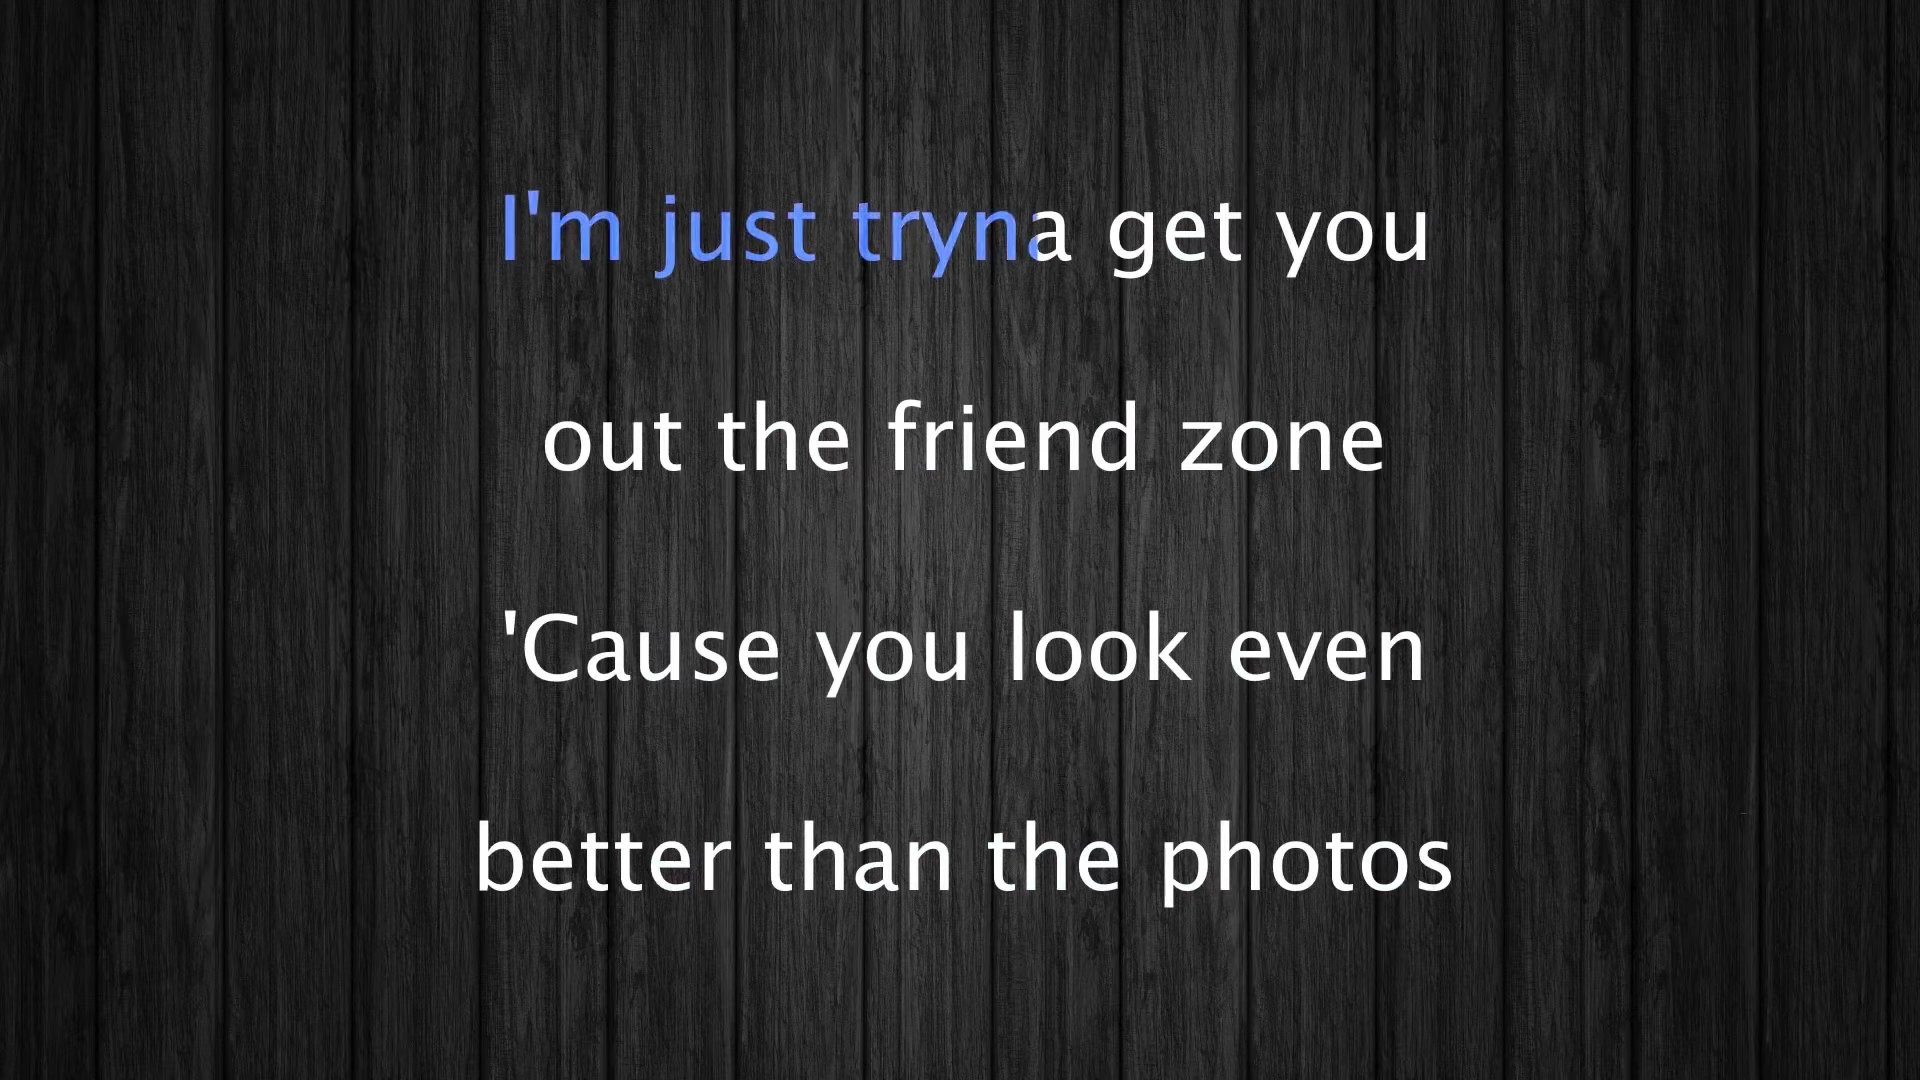 I'm just tryna get you
out the friend zone
'Cause you look even
better than the photos